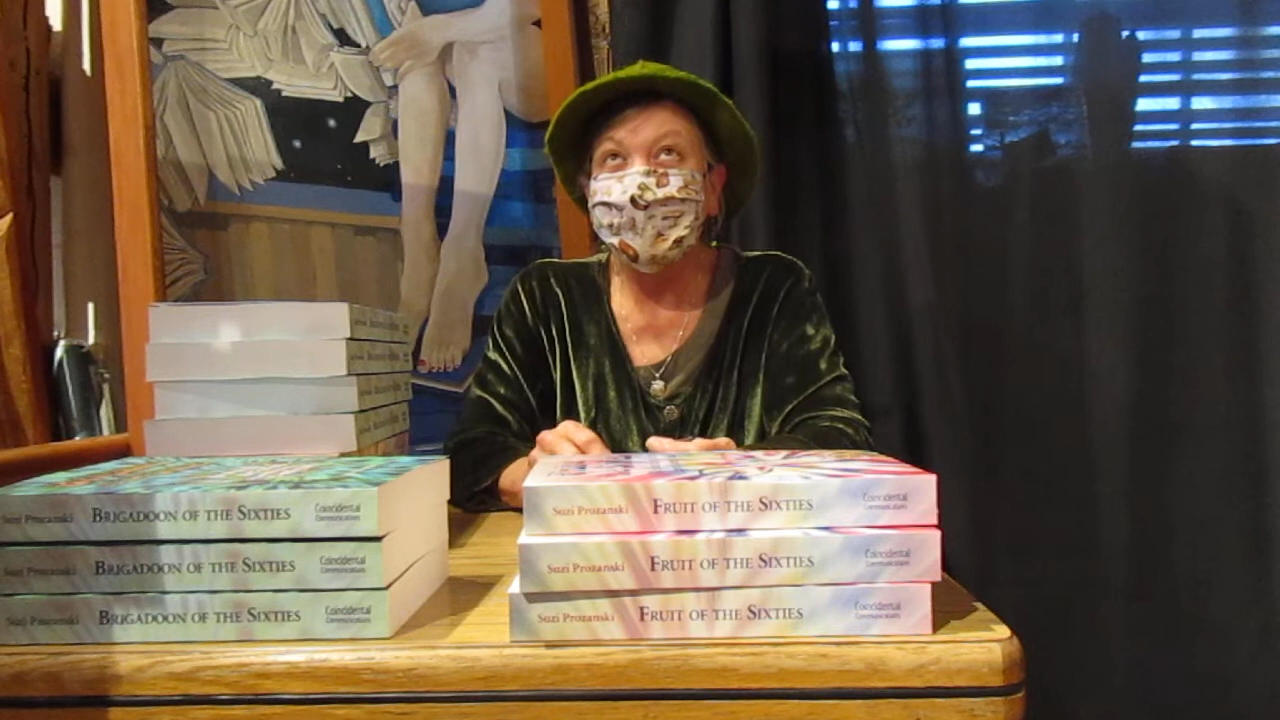 Suzi Prozanski BRIGADOON OF THE SIXTIES Coincidental Communications
Suzi Prozanski BRIGADOON OF THE SIXTIES Coincidental Communications
Suzi Prozanski BRIGADOON OF THE SIXTIES Coincidental Communications
Suzi Prozanski FRUIT OF THE SIXTIES Coincidental Communications
Suzi Prozanski FRUIT OF THE SIXTIES Coincidental Communications
Suzi Prozanski FRUIT OF THE SIXTIES Coincidental Communications